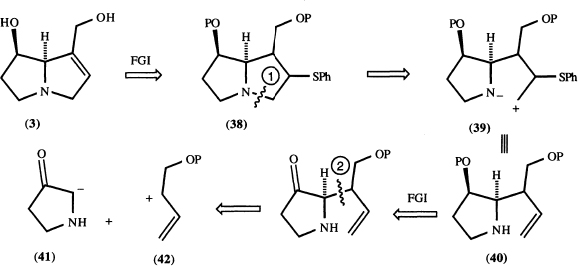 HO
OH
H
N
(3)
FGI
PO
OP
H
N
SPh
1
(38)
PO
OP
H
N
−
SPh
+
(39)
O
−
NH
(41)
+
OP
+
(42)
O
H
2
OP
NH
FGI
PO
OP
H
NH
(40)